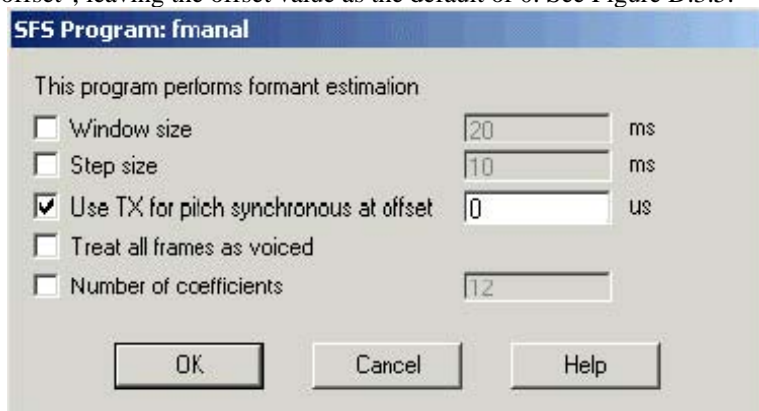 offset", leaving the offset value as the default of 0. See Figure D.3.3.
SFS Program: fmanal
This program performs formant estimation
Window size 20 ms
Step size 10 ms
Use TX for pitch synchronous at offset 0 us
Treat all frames as voiced
Number of coefficients 12
OK Cancel Help